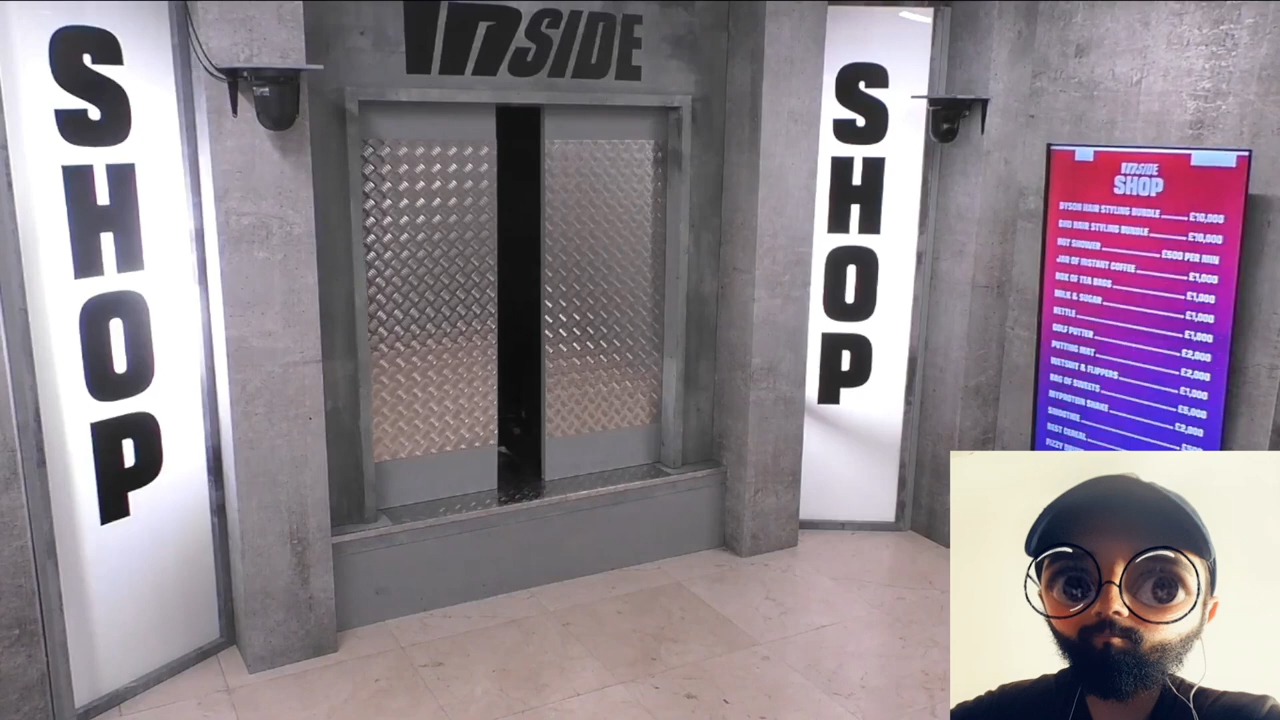 SHOP
INSIDE
SHOP
INSIDE
SHOP
DYSON HAIR STYLING BUNDLE £10,000
GHD HAIR STYLING BUNDLE £10,000
HOT SHOWER £500 PER MIN
JAR OF INSTANT COFFEE £1,000
BOX OF TEA BAGS £1,000
MILK & SUGAR £1,000
KETTLE £1,000
GOLF PUTTER £2,000
PUTTING MAT £2,000
WETSUIT & FLIPPERS £1,000
BAG OF SWEETS £5,000
MYPROTEIN SHAKE £2,000
SMOOTHIE
BEST CEREAL
FIZZY